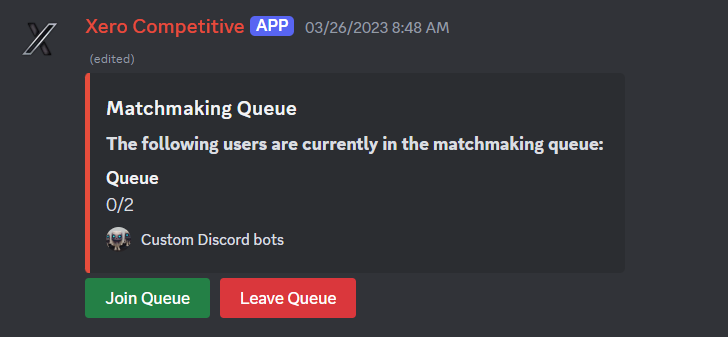 Xero Competitive APP 03/26/2023 8:48 AM
(edited)
Matchmaking Queue
The following users are currently in the matchmaking queue:
Queue
0/2
Custom Discord bots
Join Queue Leave Queue